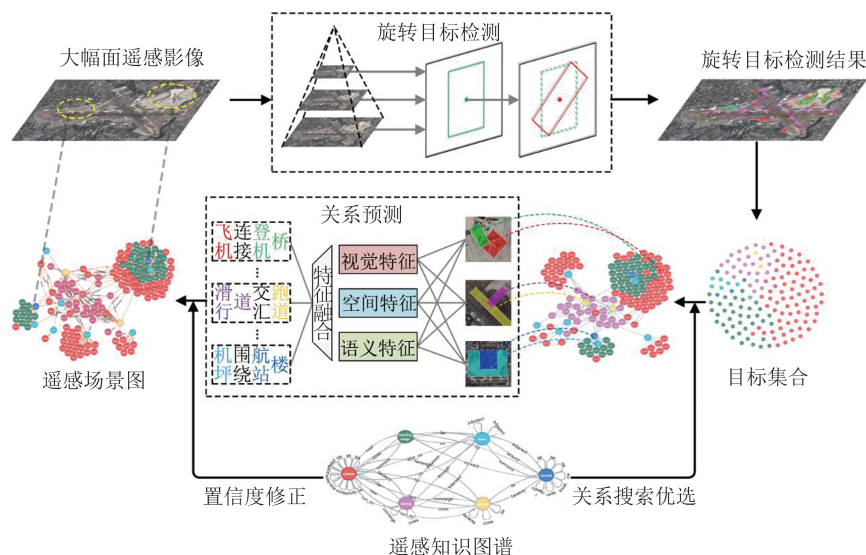 旋转目标检测
大幅面遥感影像
旋转目标检测结果
关系预测
飞机连接登机桥
滑行道交汇跑道
机坪围绕航站楼
特征融合
视觉特征
空间特征
语义特征
遥感场景图
目标集合
置信度修正
关系搜索优选
遥感知识图谱